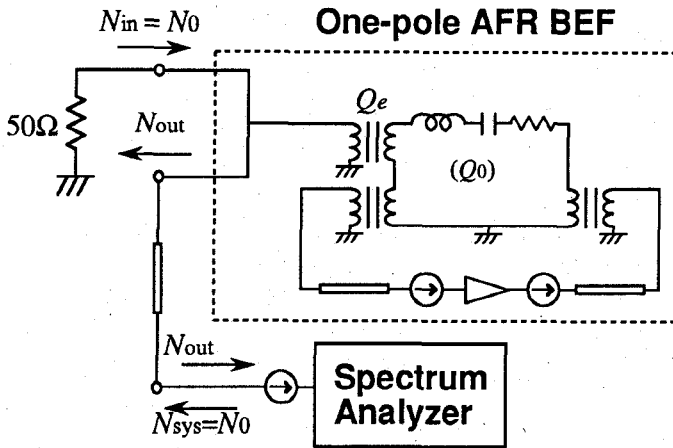 One-pole AFR BEF
Nin = N0
50Ω
Nout
Qe
(Q0)
Nout
Nsys=N0
Spectrum
Analyzer